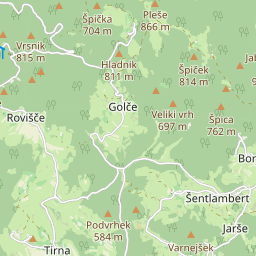 Špička
704 m
Pleše
866 m
Vrsnik
815 m
Hladnik
811 m
Špiček
814 m
Golče
Rovišče
Veliki vrh
697 m
Špica
762 m
Šentlambert
Podvrhek
584 m
Jarše
Tirna
Varnejšek